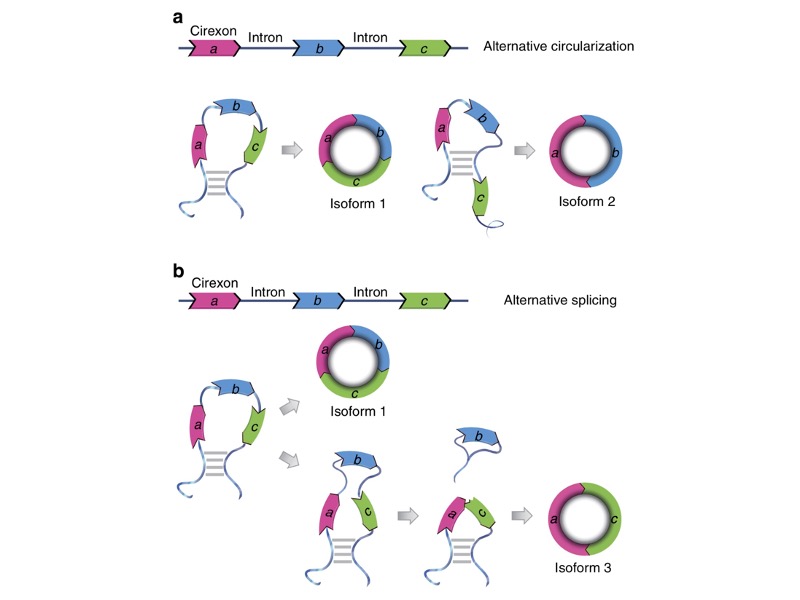 a
Cirexon
Intron
Intron
a
b
c
Alternative circularization
b
a
c
a
b
c
Isoform 1
a
b
c
a
b
Isoform 2
b
Cirexon
Intron
Intron
a
b
c
Alternative splicing
a
b
c
Isoform 1
b
a
c
b
a
c
b
a
c
a
c
Isoform 3